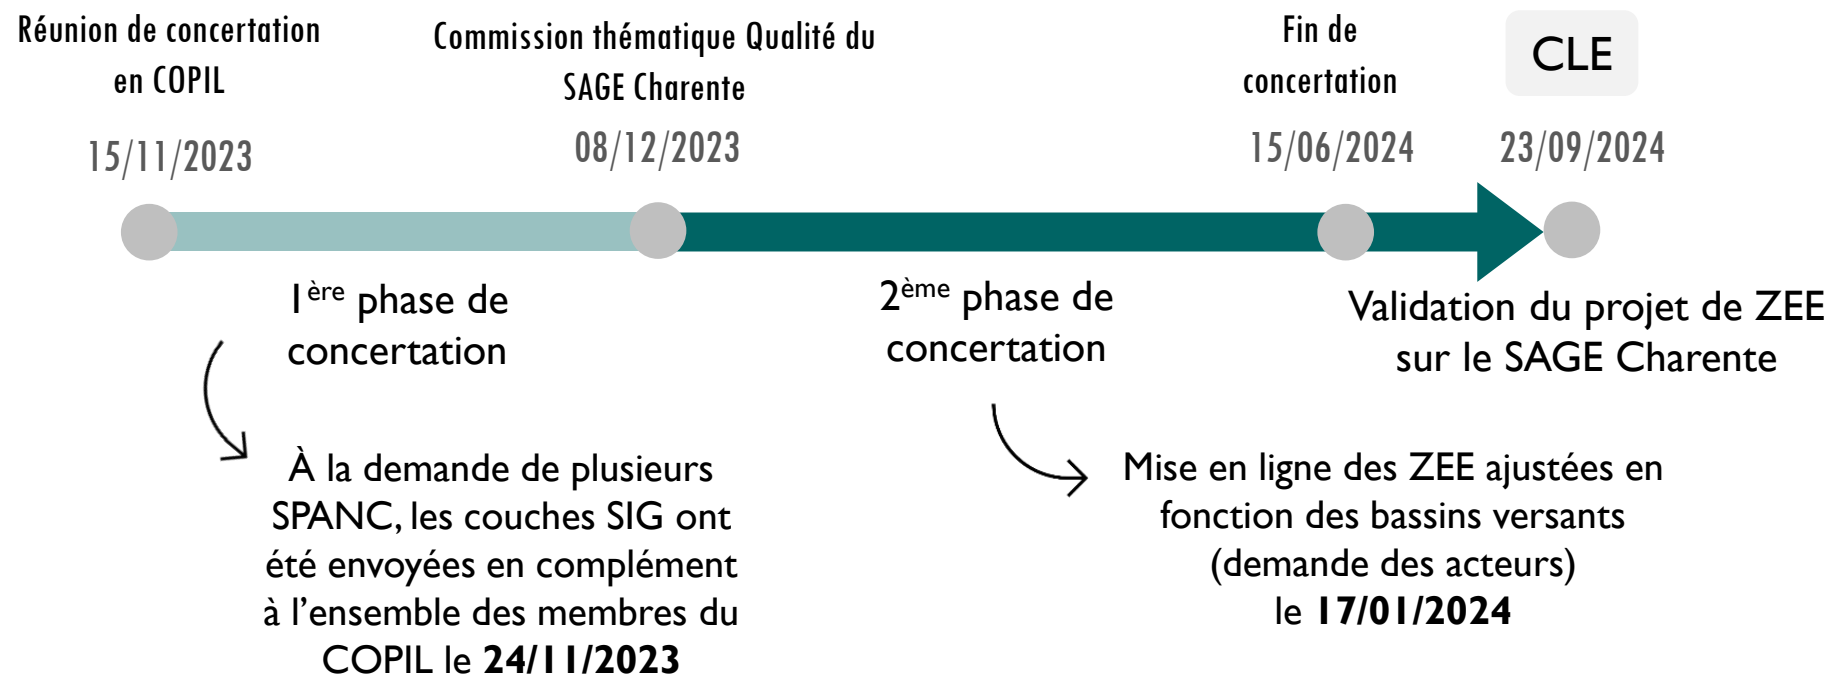 Réunion de concertation
en COPIL
15/11/2023
Commission thématique Qualité du
SAGE Charente
08/12/2023
Fin de
concertation
15/06/2024
CLE
23/09/2024
1ère phase de
concertation
2ème phase de
concertation
Validation du projet de ZEE
sur le SAGE Charente
À la demande de plusieurs
SPANC, les couches SIG ont
été envoyées en complément
à l’ensemble des membres du
COPIL le 24/11/2023
Mise en ligne des ZEE ajustées en
fonction des bassins versants
(demande des acteurs)
le 17/01/2024